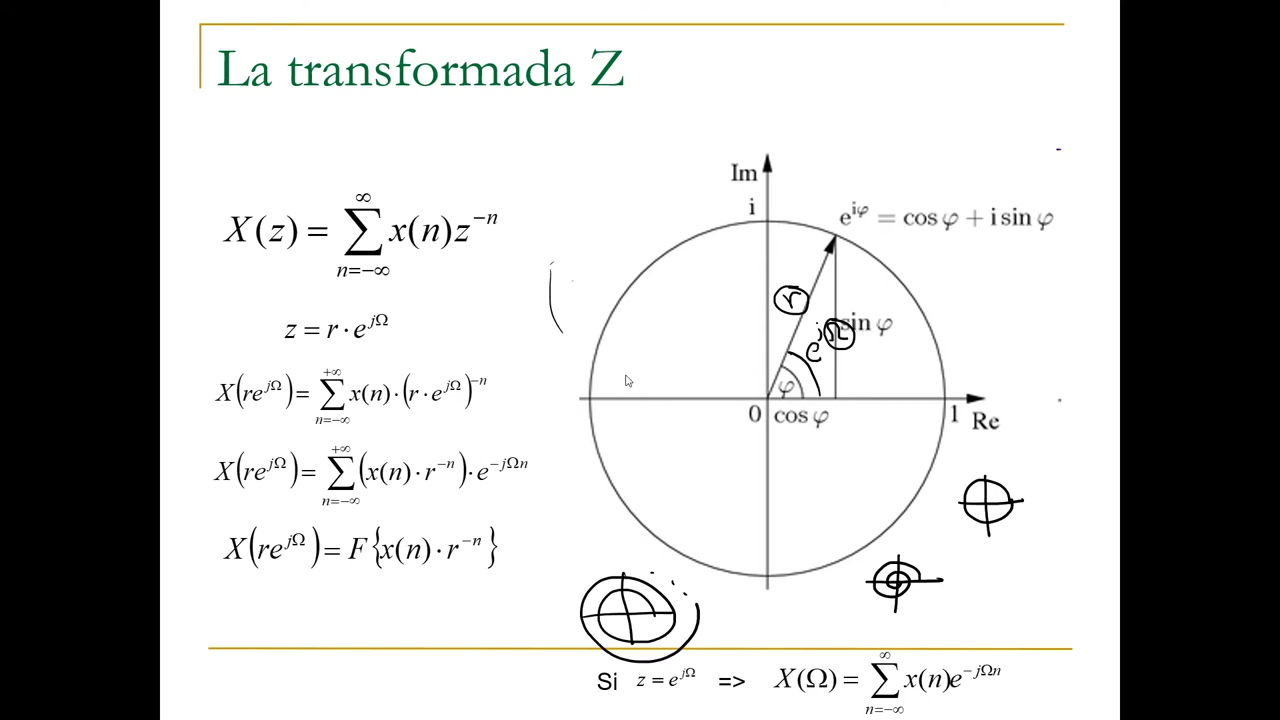 La transformada Z
X(z) = ∑_{n=−∞}^{∞} x(n)z^{−n}
z = r · e^{jΩ}
X(re^{jΩ}) = ∑_{n=−∞}^{+∞} x(n) · (r · e^{jΩ})^{−n}
X(re^{jΩ}) = ∑_{n=−∞}^{+∞} (x(n) · r^{−n}) · e^{−jΩn}
X(re^{jΩ}) = F{x(n) · r^{−n}}
Im
i
e^{iφ} = cos φ + i sin φ
r
sin φ
e^{jΩ}
φ
0 cos φ 1 Re
Si z = e^{jΩ} => X(Ω) = ∑_{n=−∞}^{∞} x(n)e^{−jΩn}